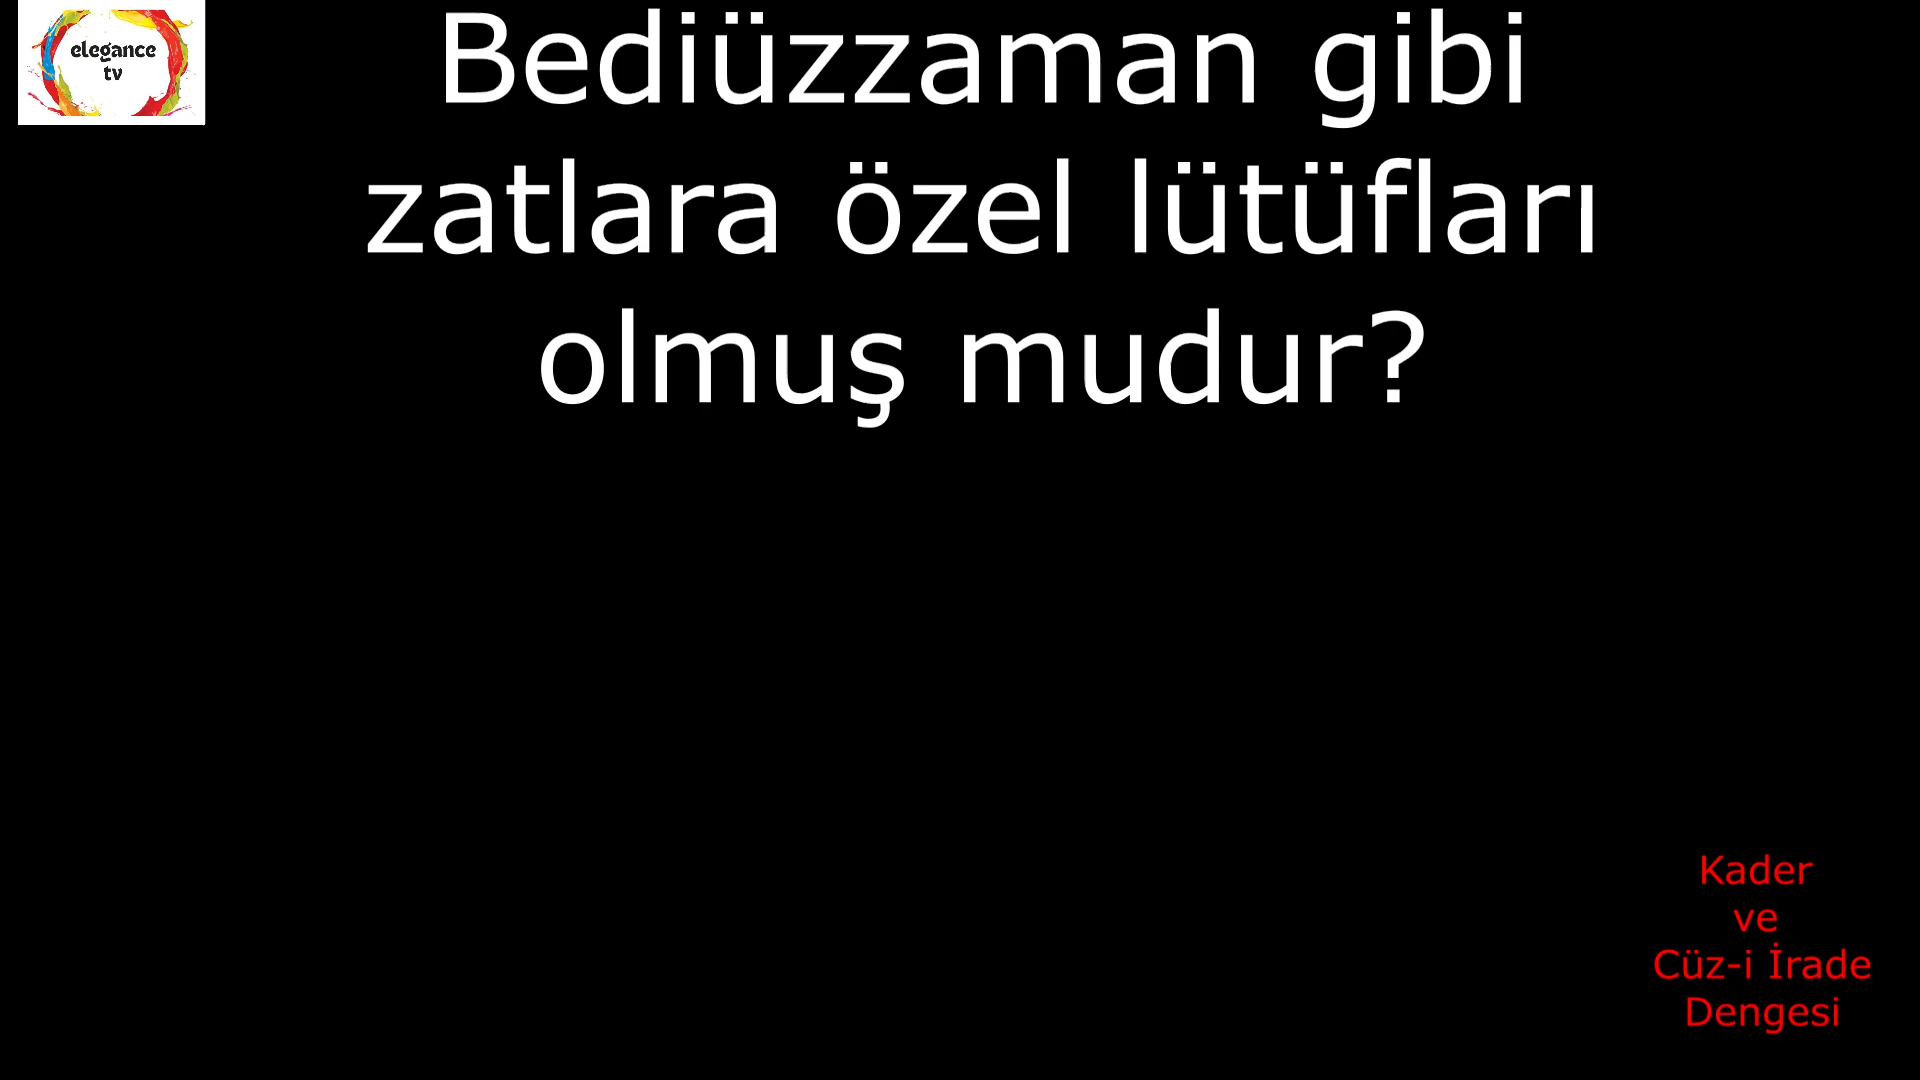 elegance
tv
Bediüzzaman gibi
zatlara özel lütüfları
olmuş mudur?
Kader
ve
Cüz-i İrade
Dengesi